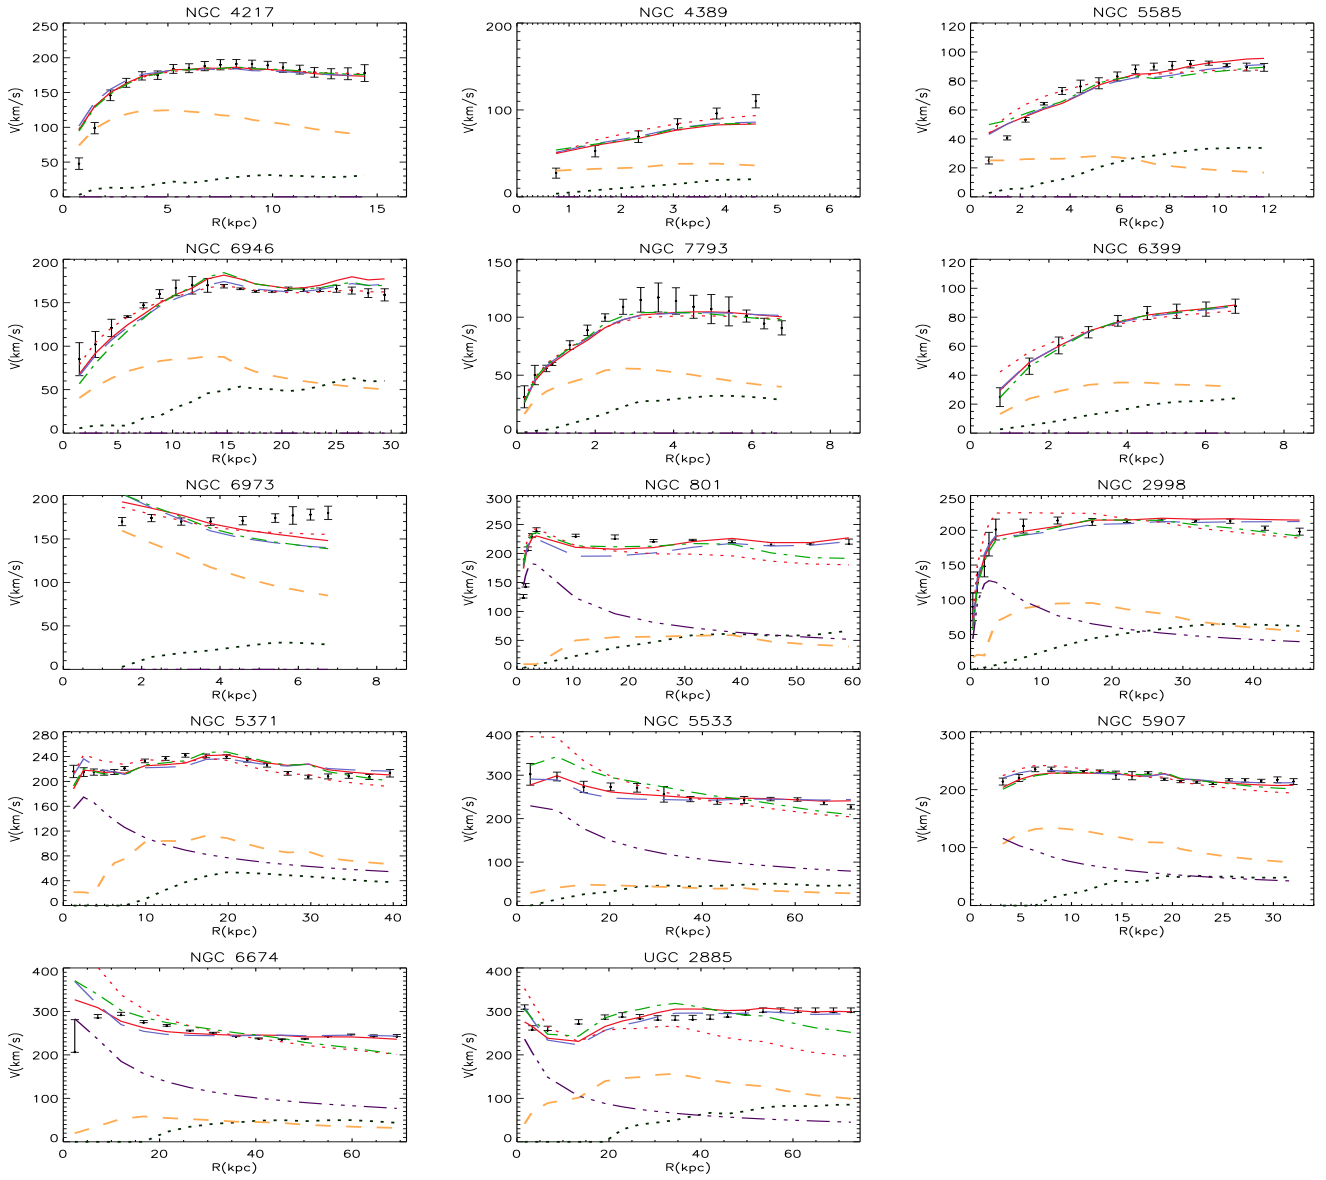 NGC 4217
NGC 4389
NGC 5585
V(km/s)
250
200
150
100
50
0
0 5 10 15
R(kpc)
V(km/s)
200
150
100
50
0
0 1 2 3 4 5 6
R(kpc)
V(km/s)
120
100
80
60
40
20
0
0 2 4 6 8 10 12
R(kpc)
NGC 6946
NGC 7793
NGC 6399
V(km/s)
200
150
100
50
0
0 5 10 15 20 25 30
R(kpc)
V(km/s)
150
100
50
0
0 2 4 6 8
R(kpc)
V(km/s)
120
100
80
60
40
20
0
0 2 4 6 8
R(kpc)
NGC 6973
NGC 801
NGC 2998
V(km/s)
200
150
100
50
0
0 2 4 6 8
R(kpc)
V(km/s)
300
250
200
150
100
50
0
0 10 20 30 40 50 60
R(kpc)
V(km/s)
250
200
150
100
50
0
0 10 20 30 40
R(kpc)
NGC 5371
NGC 5533
NGC 5907
V(km/s)
280
240
200
160
120
80
40
0
0 10 20 30 40
R(kpc)
V(km/s)
400
300
200
100
0
0 20 40 60
R(kpc)
V(km/s)
300
200
100
0
0 5 10 15 20 25 30
R(kpc)
NGC 6674
UGC 2885
V(km/s)
400
300
200
100
0
0 20 40 60
R(kpc)
V(km/s)
400
300
200
100
0
0 20 40 60
R(kpc)